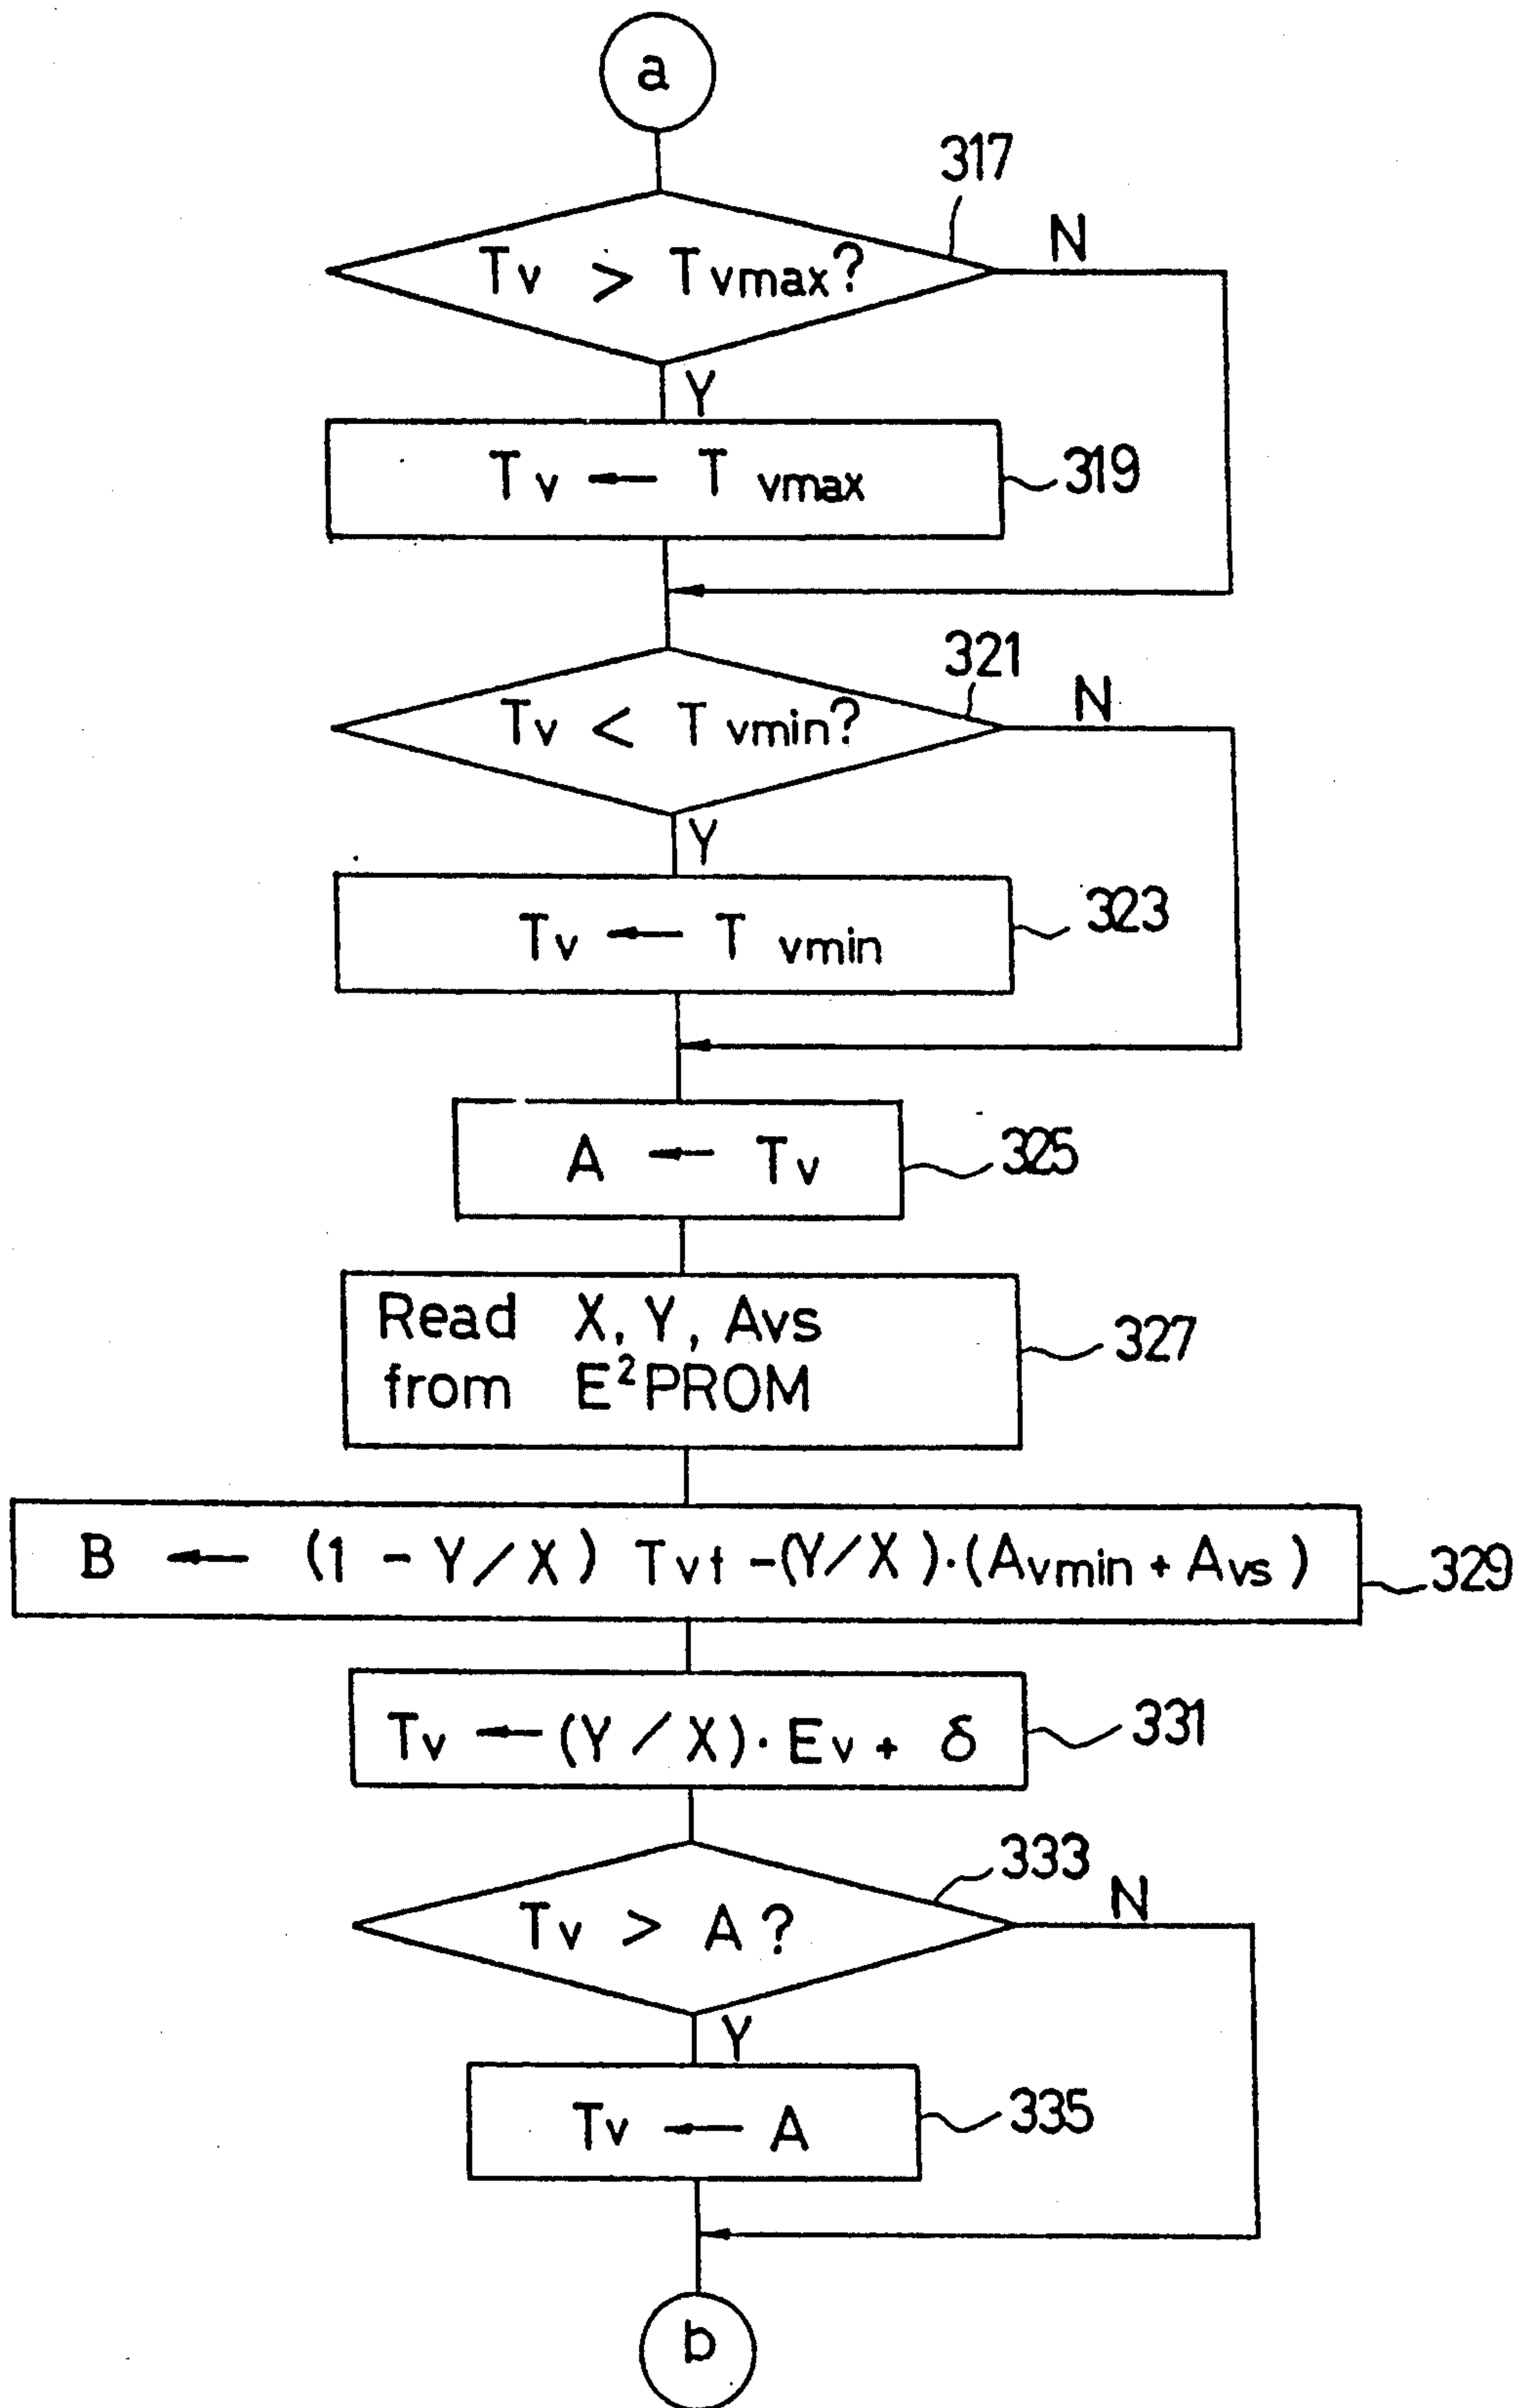 a
317
Tv > Tvmax?
N
Y
Tv ← T vmax
319
321
Tv < T vmin?
N
Y
Tv ← T vmin
323
A ← Tv
325
Read X, Y, Avs
from E²PROM
327
B ← (1 - Y/X) Tvf -(Y/X)·(Avmin + Avs)
329
Tv ← (Y/X)· Ev + δ
331
333
Tv > A?
N
Y
Tv ← A
335
b